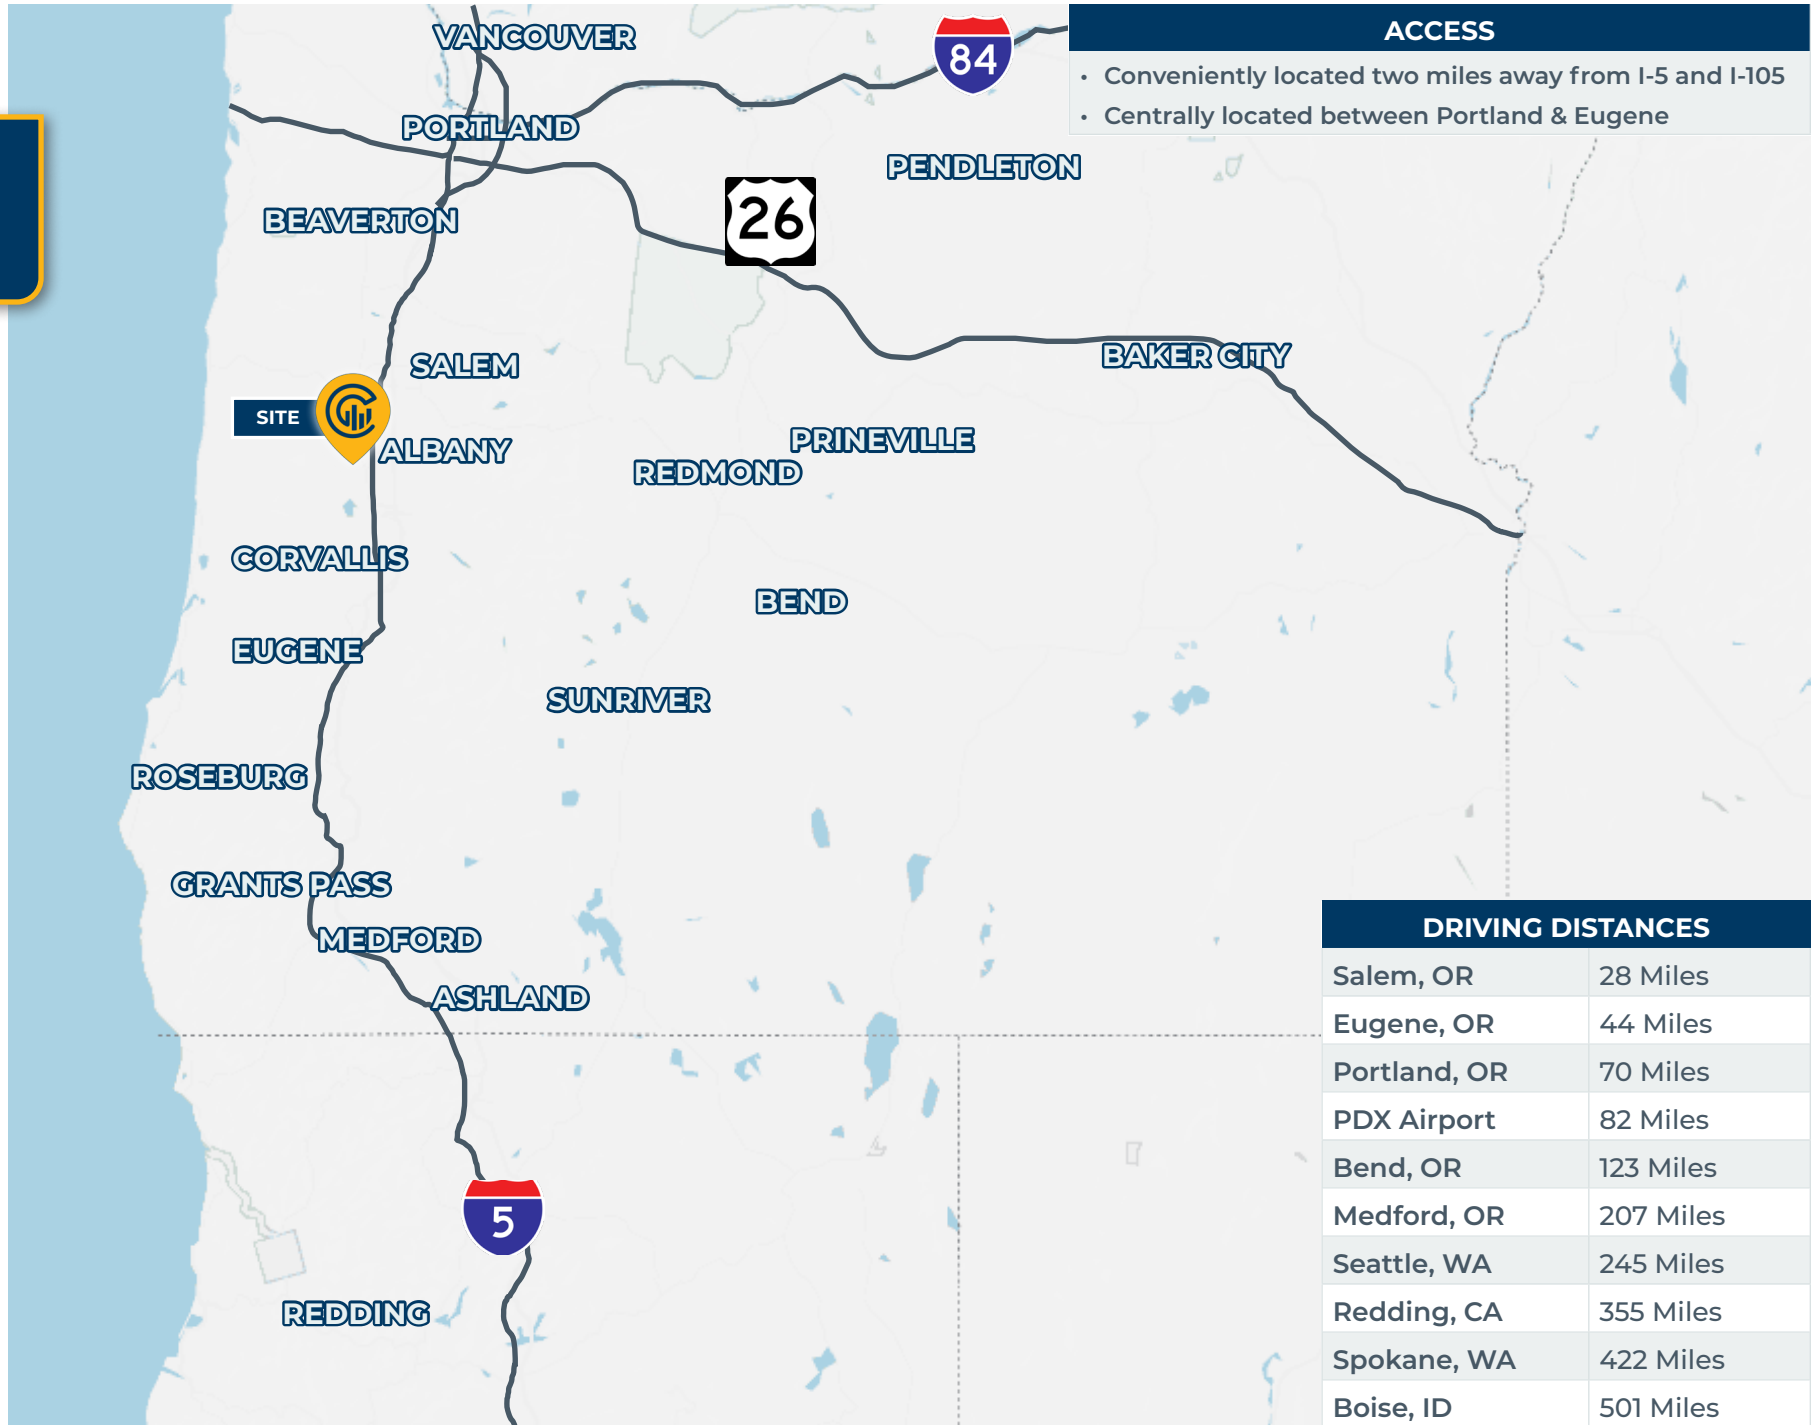 VANCOUVER
84
ACCESS
• Conveniently located two miles away from I-5 and I-105
• Centrally located between Portland & Eugene
PORTLAND
PENDLETON
BEAVERTON
26
SALEM
BAKER CITY
SITE
ALBANY
PRINEVILLE
REDMOND
CORVALLIS
BEND
EUGENE
SUNRIVER
ROSEBURG
GRANTS PASS
MEDFORD
ASHLAND
DRIVING DISTANCES
Salem, OR 28 Miles
Eugene, OR 44 Miles
Portland, OR 70 Miles
PDX Airport 82 Miles
Bend, OR 123 Miles
Medford, OR 207 Miles
Seattle, WA 245 Miles
Redding, CA 355 Miles
Spokane, WA 422 Miles
Boise, ID 501 Miles
5
REDDING